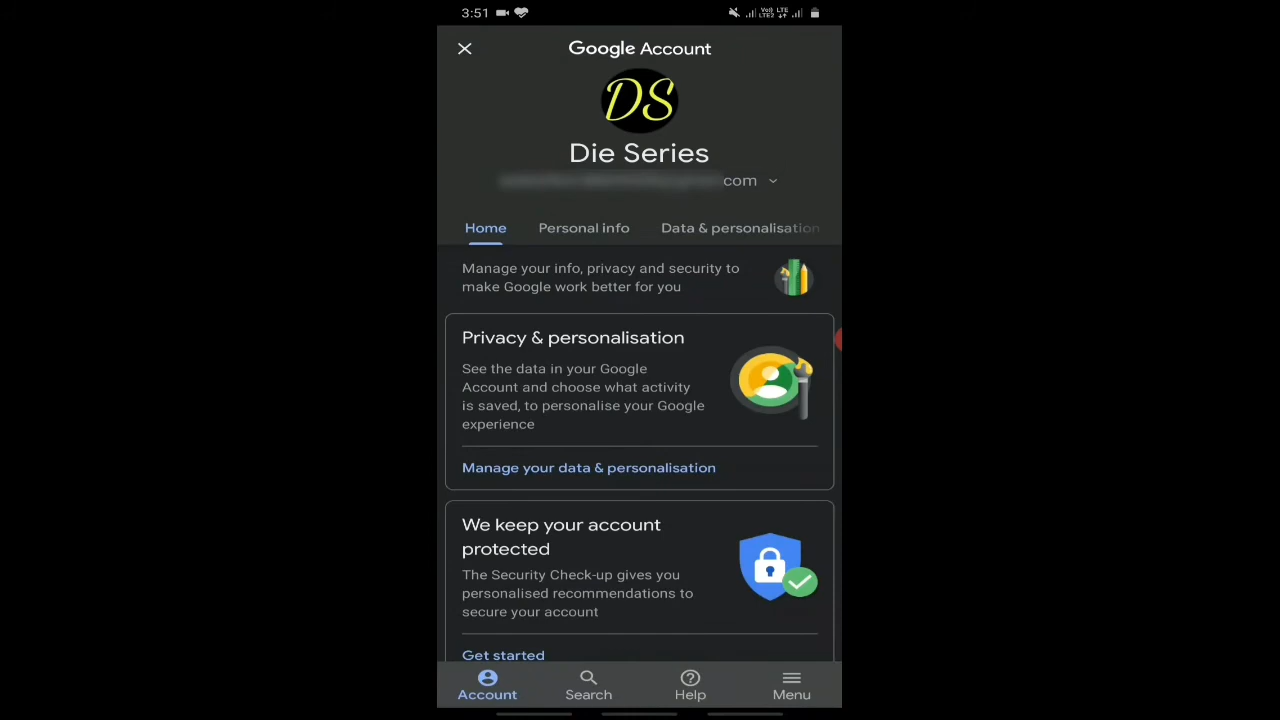 3:51
VoI) LTE
LTE2
Google Account
DS
Die Series
com
Home Personal info Data & personalisation
Manage your info, privacy and security to
make Google work better for you
Privacy & personalisation
See the data in your Google
Account and choose what activity
is saved, to personalise your Google
experience
Manage your data & personalisation
We keep your account
protected
The Security Check-up gives you
personalised recommendations to
secure your account
Get started
Account Search Help Menu